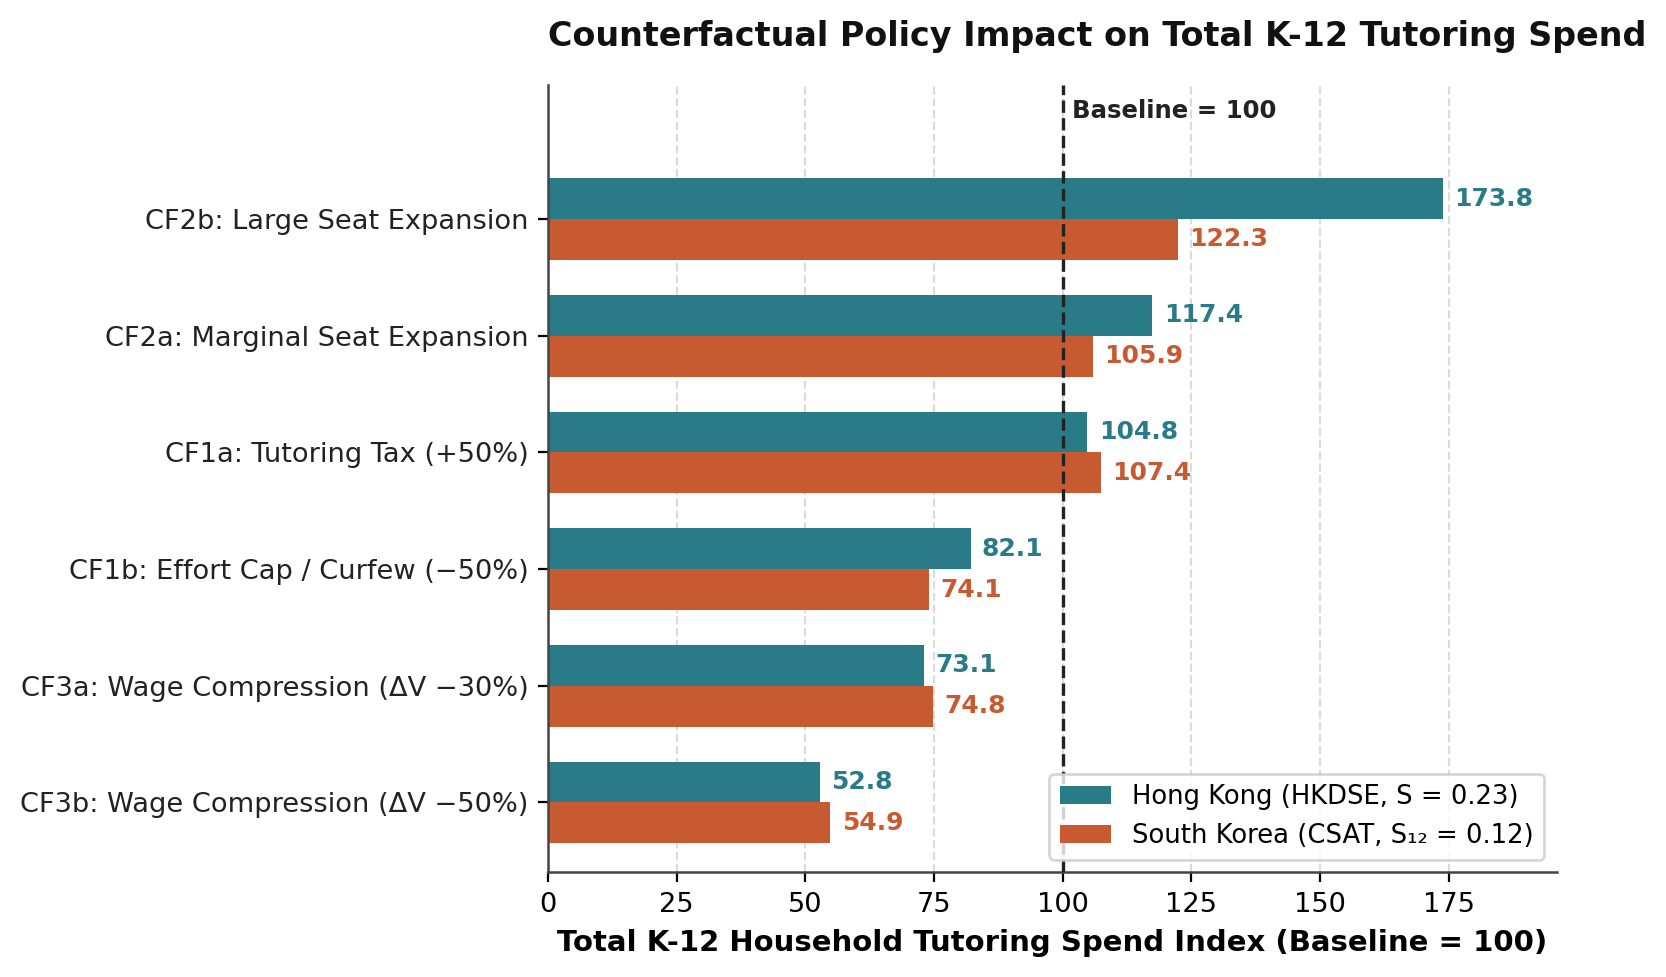 Counterfactual Policy Impact on Total K-12 Tutoring Spend
Baseline = 100
CF2b: Large Seat Expansion
173.8
122.3
CF2a: Marginal Seat Expansion
117.4
105.9
CF1a: Tutoring Tax (+50%)
104.8
107.4
CF1b: Effort Cap / Curfew (−50%)
82.1
74.1
CF3a: Wage Compression (ΔV −30%)
73.1
74.8
CF3b: Wage Compression (ΔV −50%)
52.8
54.9
Hong Kong (HKDSE, S = 0.23)
South Korea (CSAT, S₁₂ = 0.12)
0 25 50 75 100 125 150 175
Total K-12 Household Tutoring Spend Index (Baseline = 100)